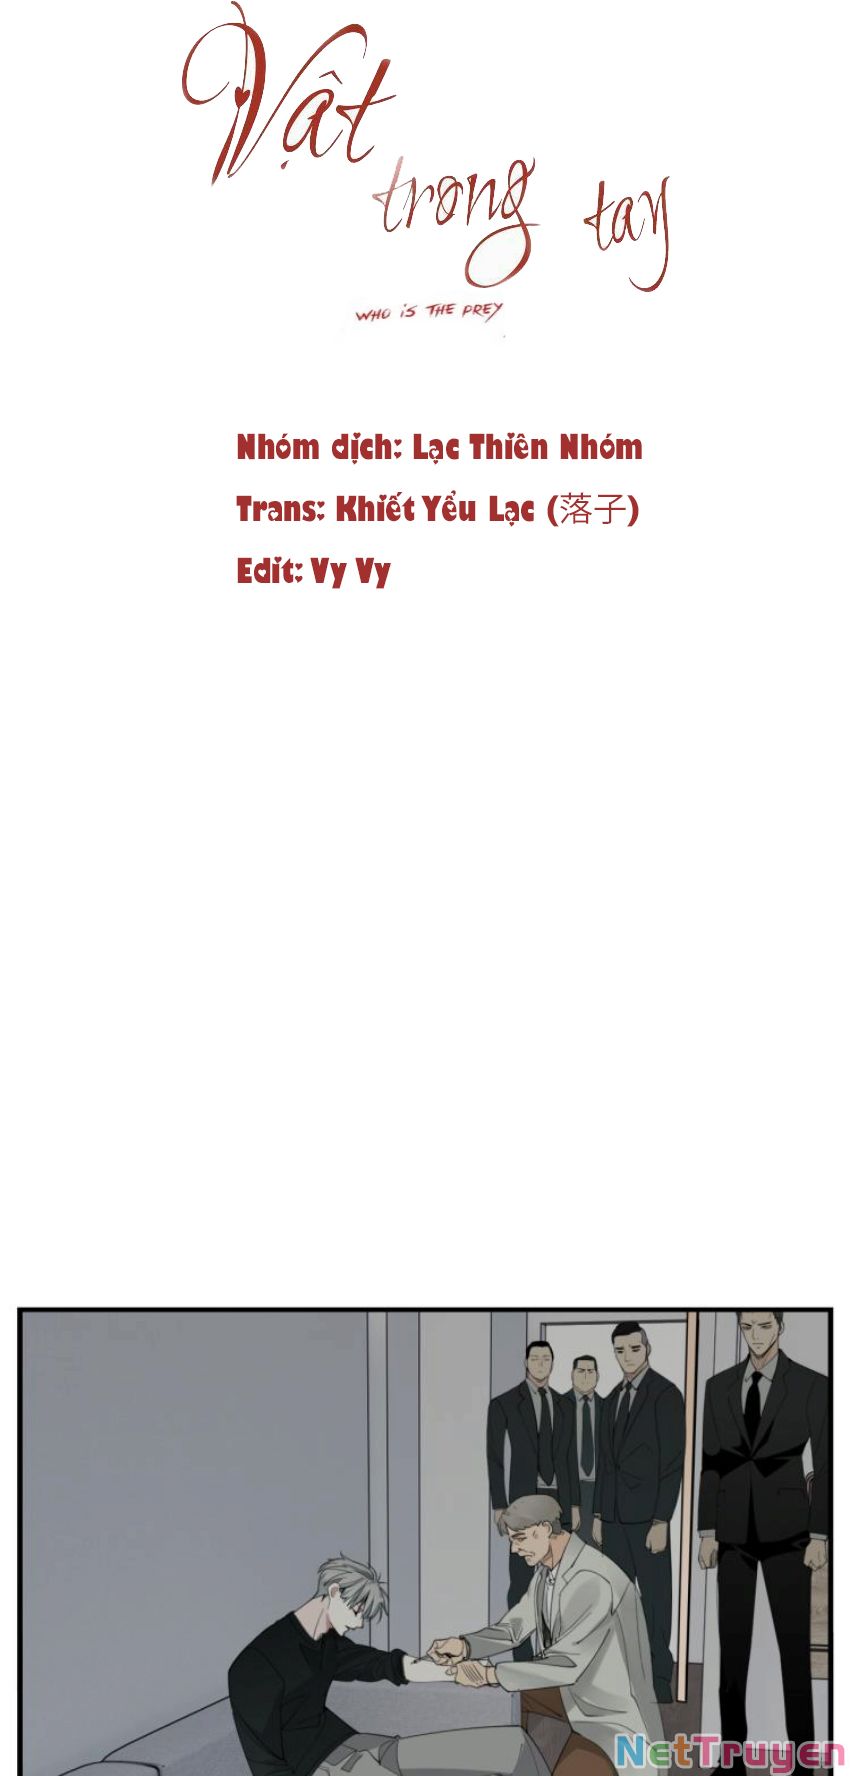 Vật
trong tay
WHO IS THE PREY
Nhóm dịch: Lạc Thiên Nhóm
Trans: Khiết Yểu Lạc (落子)
Edit: Vy Vy
NetTruyen